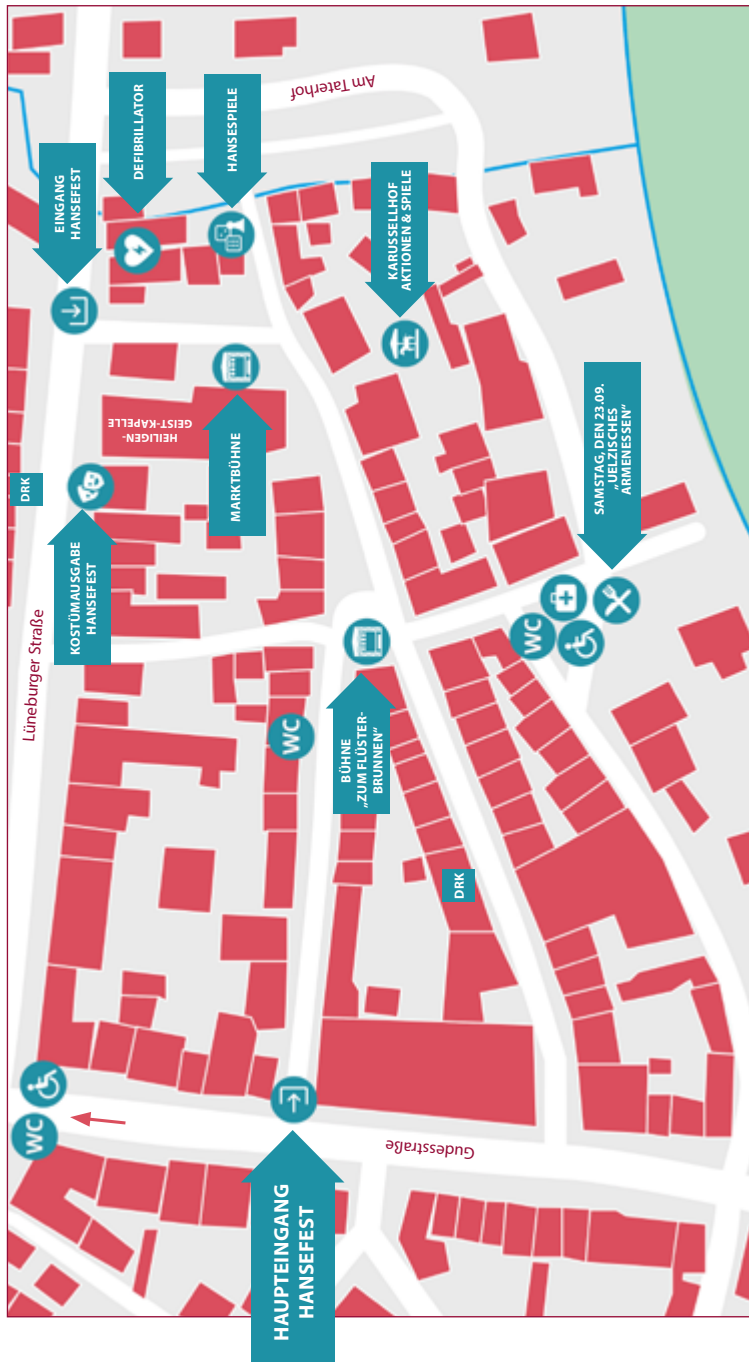 EINGANG
HANSEFEST
DEFIBRILLATOR
HANSESPIELE
Am Taterhof
KARUSSELLHOF
AKTIONEN & SPIELE
HEILIGEN-
GEIST-KAPELLE
MARKTBÜHNE
DRK
KOSTÜMAUSGABE
HANSEFEST
Lüneburger Straße
SAMSTAG, DEN 23.09.
„UELZISCHES
ARMENESSEN“
WC
WC
BÜHNE
„ZUM FLÜSTER-
BRUNNEN“
DRK
WC
Gudesstraße
HAUPTEINGANG
HANSEFEST